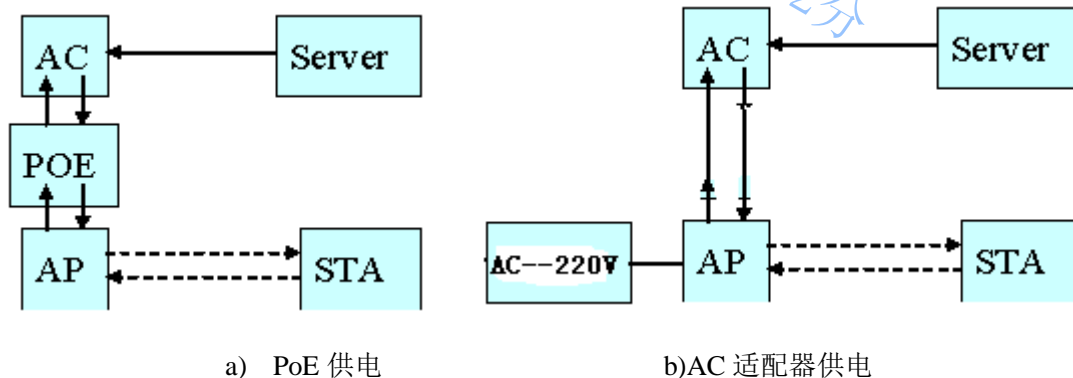 AC
Server
POE
AP
STA
a) PoE 供电
AC
Server
AC--220V
AP
STA
b)AC 适配器供电